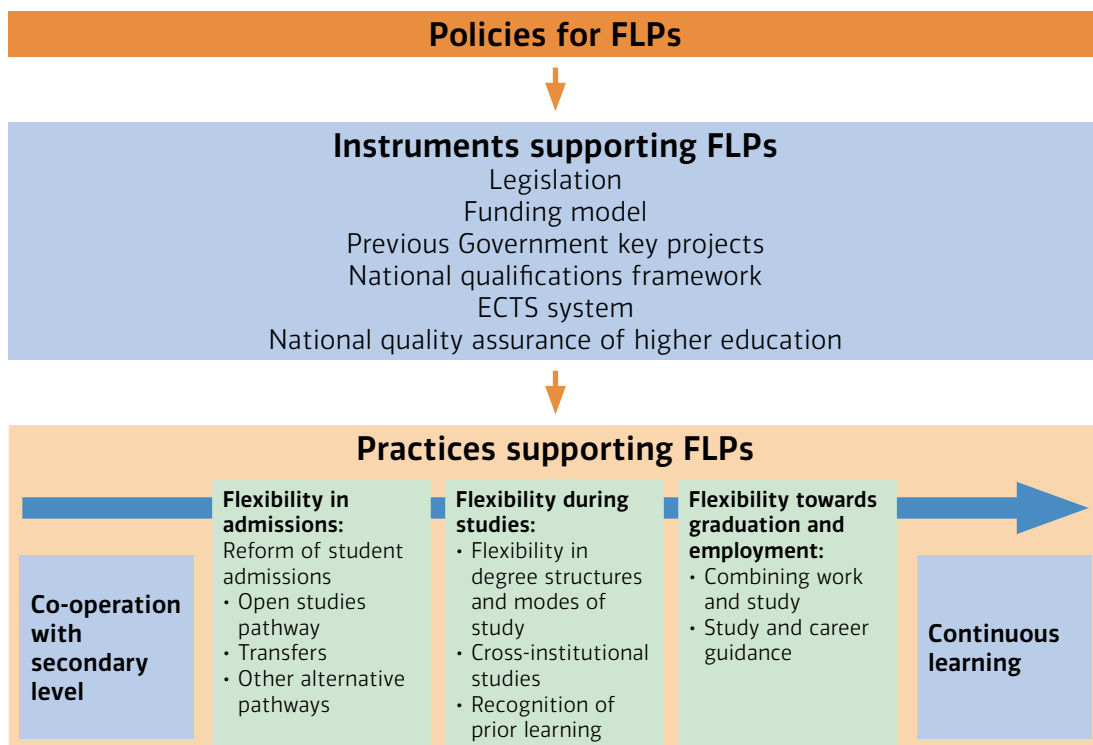 Policies for FLPs
Instruments supporting FLPs
Legislation
Funding model
Previous Government key projects
National qualifications framework
ECTS system
National quality assurance of higher education
Practices supporting FLPs
Co-operation
with
secondary
level
Flexibility in
admissions:
Reform of student
admissions
• Open studies
pathway
• Transfers
• Other alternative
pathways
Flexibility during
studies:
• Flexibility in
degree structures
and modes of
study
• Cross-institutional
studies
• Recognition of
prior learning
Flexibility towards
graduation and
employment:
• Combining work
and study
• Study and career
guidance
Continuous
learning